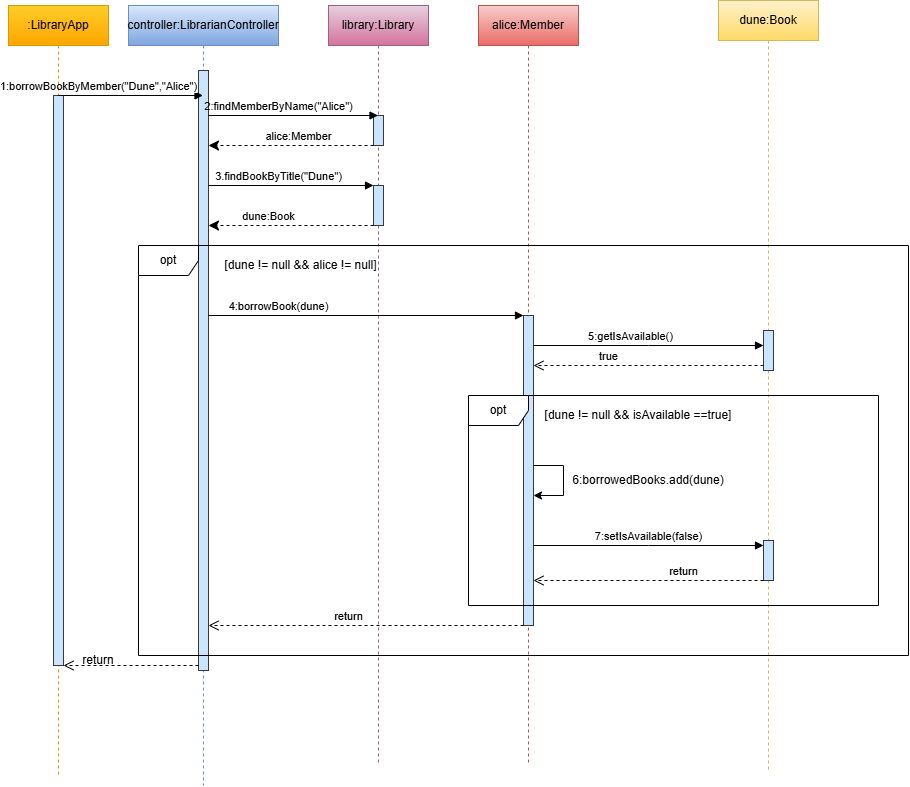 :LibraryApp
controller:LibrarianController
library:Library
alice:Member
dune:Book
1:borrowBookByMember("Dune","Alice")
2:findMemberByName("Alice")
alice:Member
3.findBookByTitle("Dune")
dune:Book
opt
[dune != null && alice != null]
4:borrowBook(dune)
5:getIsAvailable()
true
opt
[dune != null && isAvailable ==true]
6:borrowedBooks.add(dune)
7:setIsAvailable(false)
return
return
return